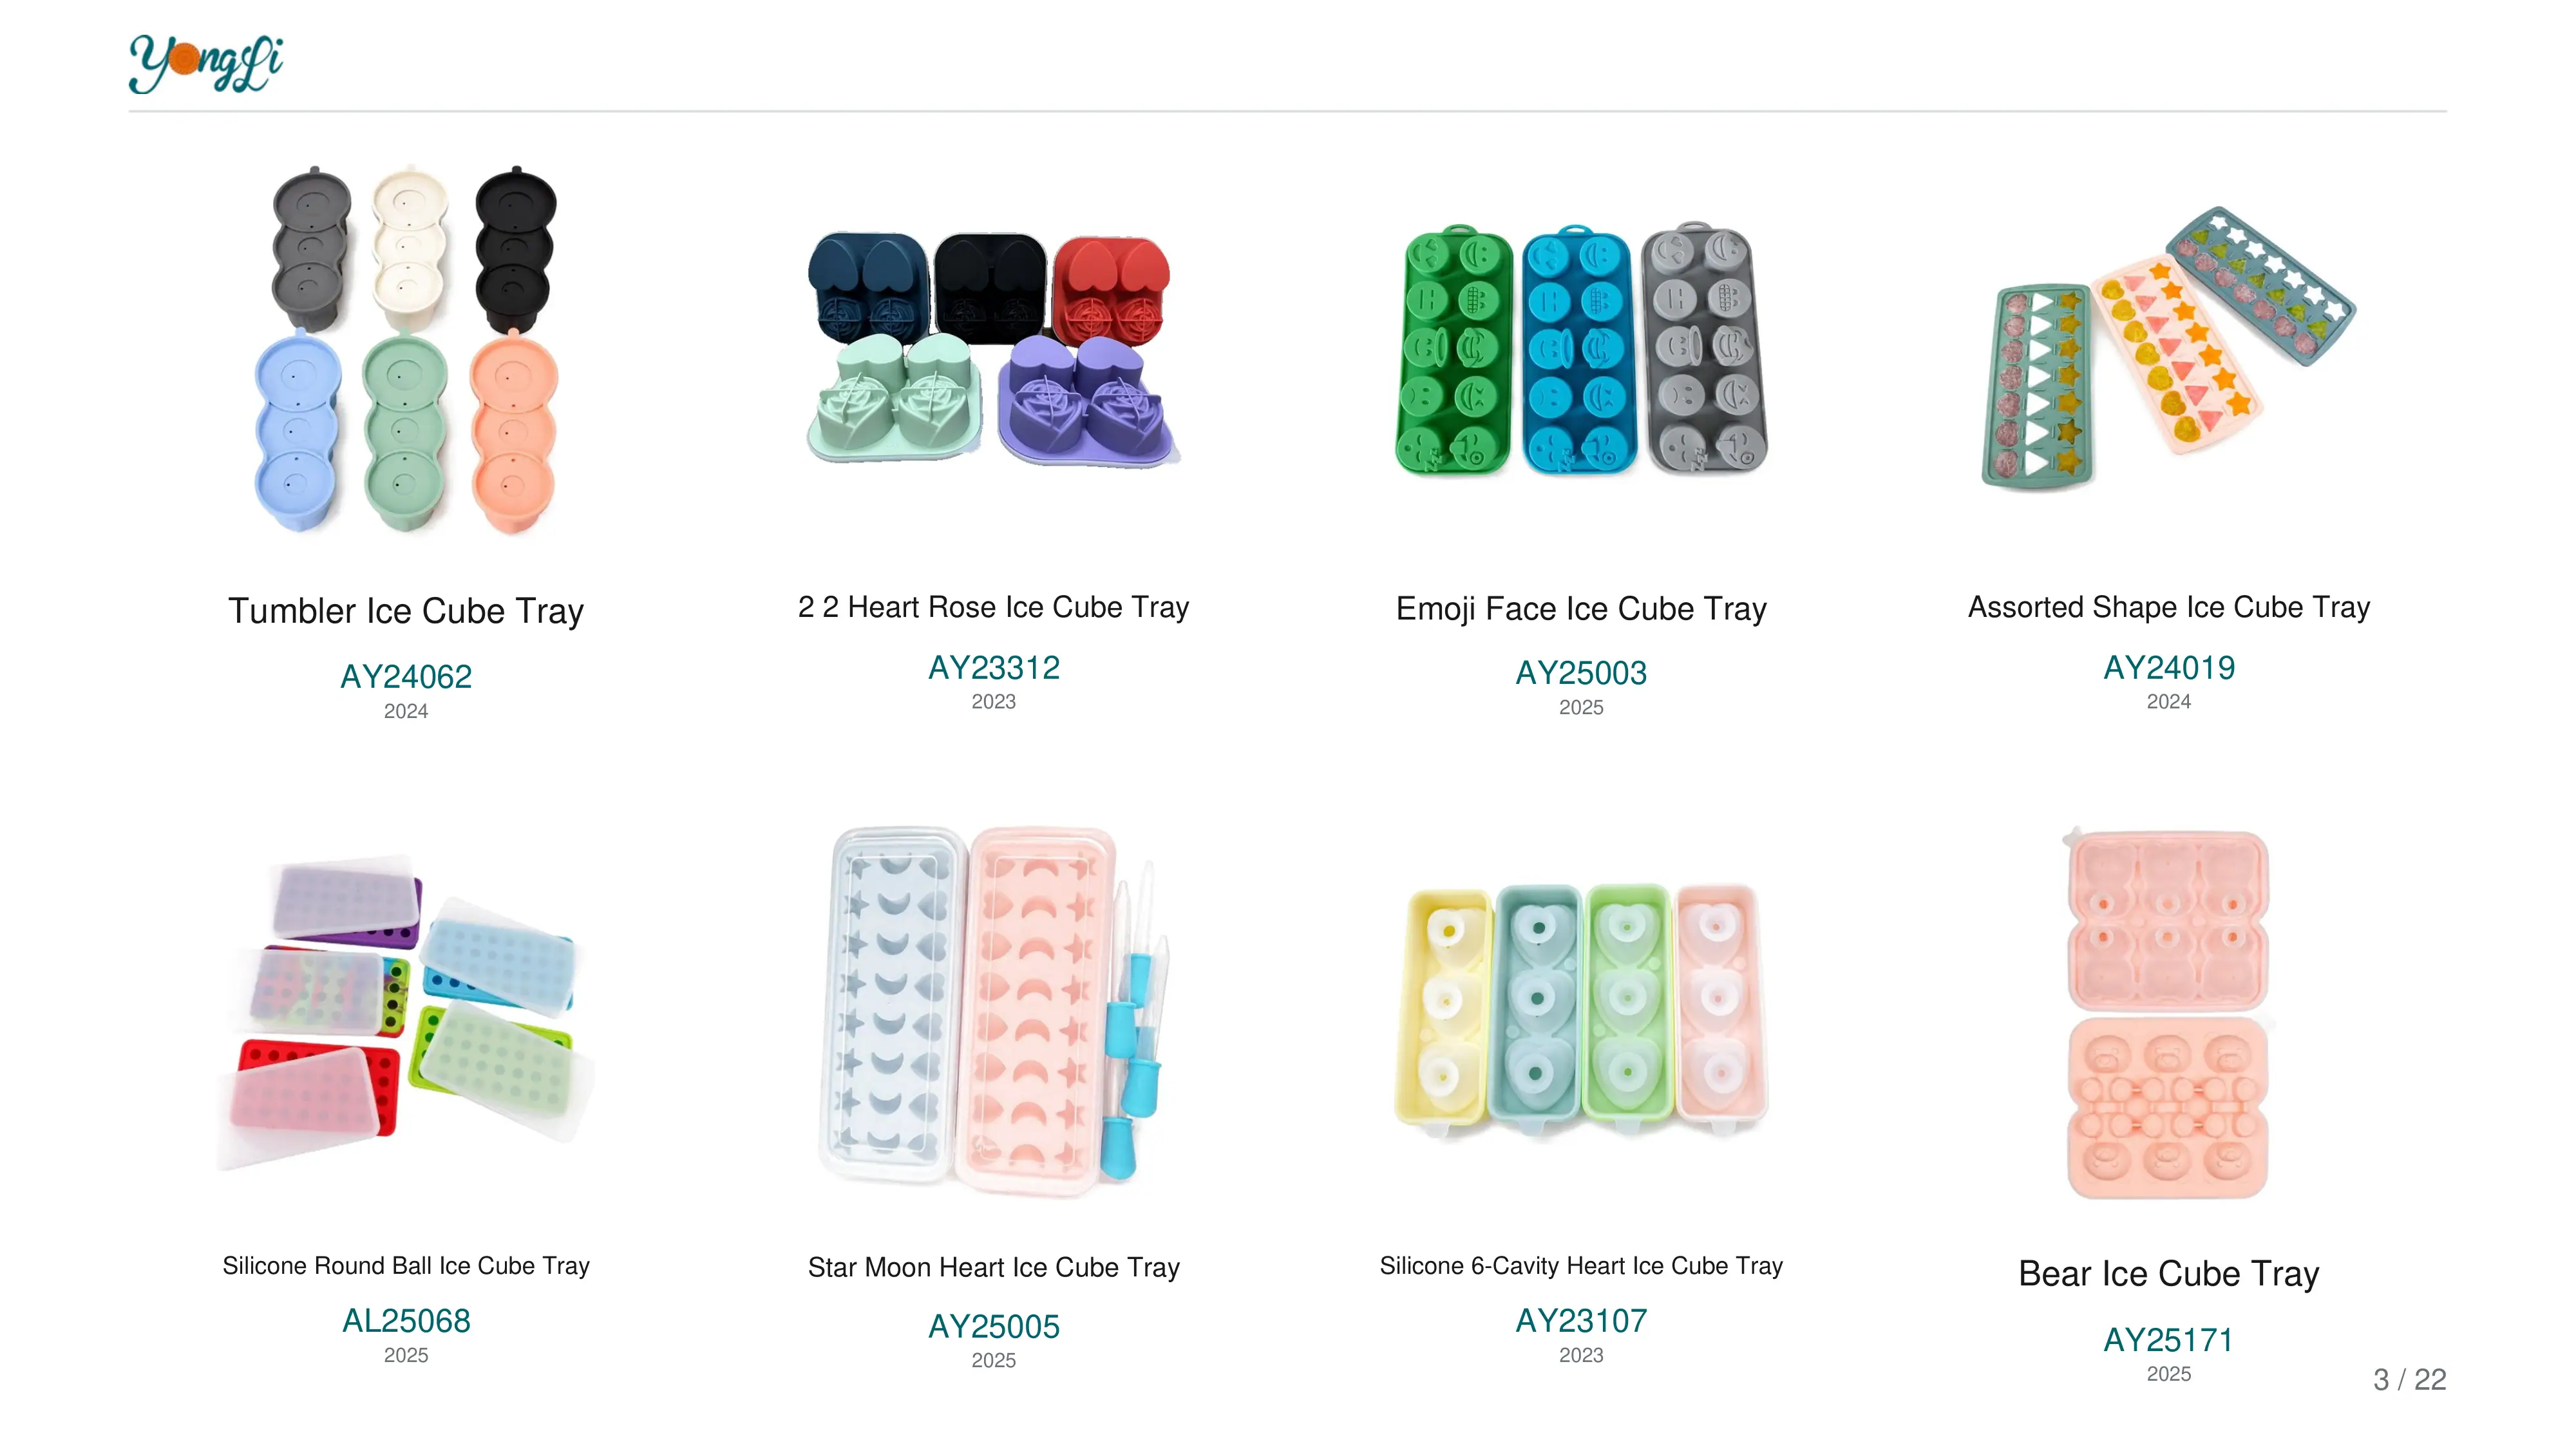 YongLi
Tumbler Ice Cube Tray
AY24062
2024
2 2 Heart Rose Ice Cube Tray
AY23312
2023
Emoji Face Ice Cube Tray
AY25003
2025
Assorted Shape Ice Cube Tray
AY24019
2024
Silicone Round Ball Ice Cube Tray
AL25068
2025
Star Moon Heart Ice Cube Tray
AY25005
2025
Silicone 6-Cavity Heart Ice Cube Tray
AY23107
2023
Bear Ice Cube Tray
AY25171
2025
3 / 22